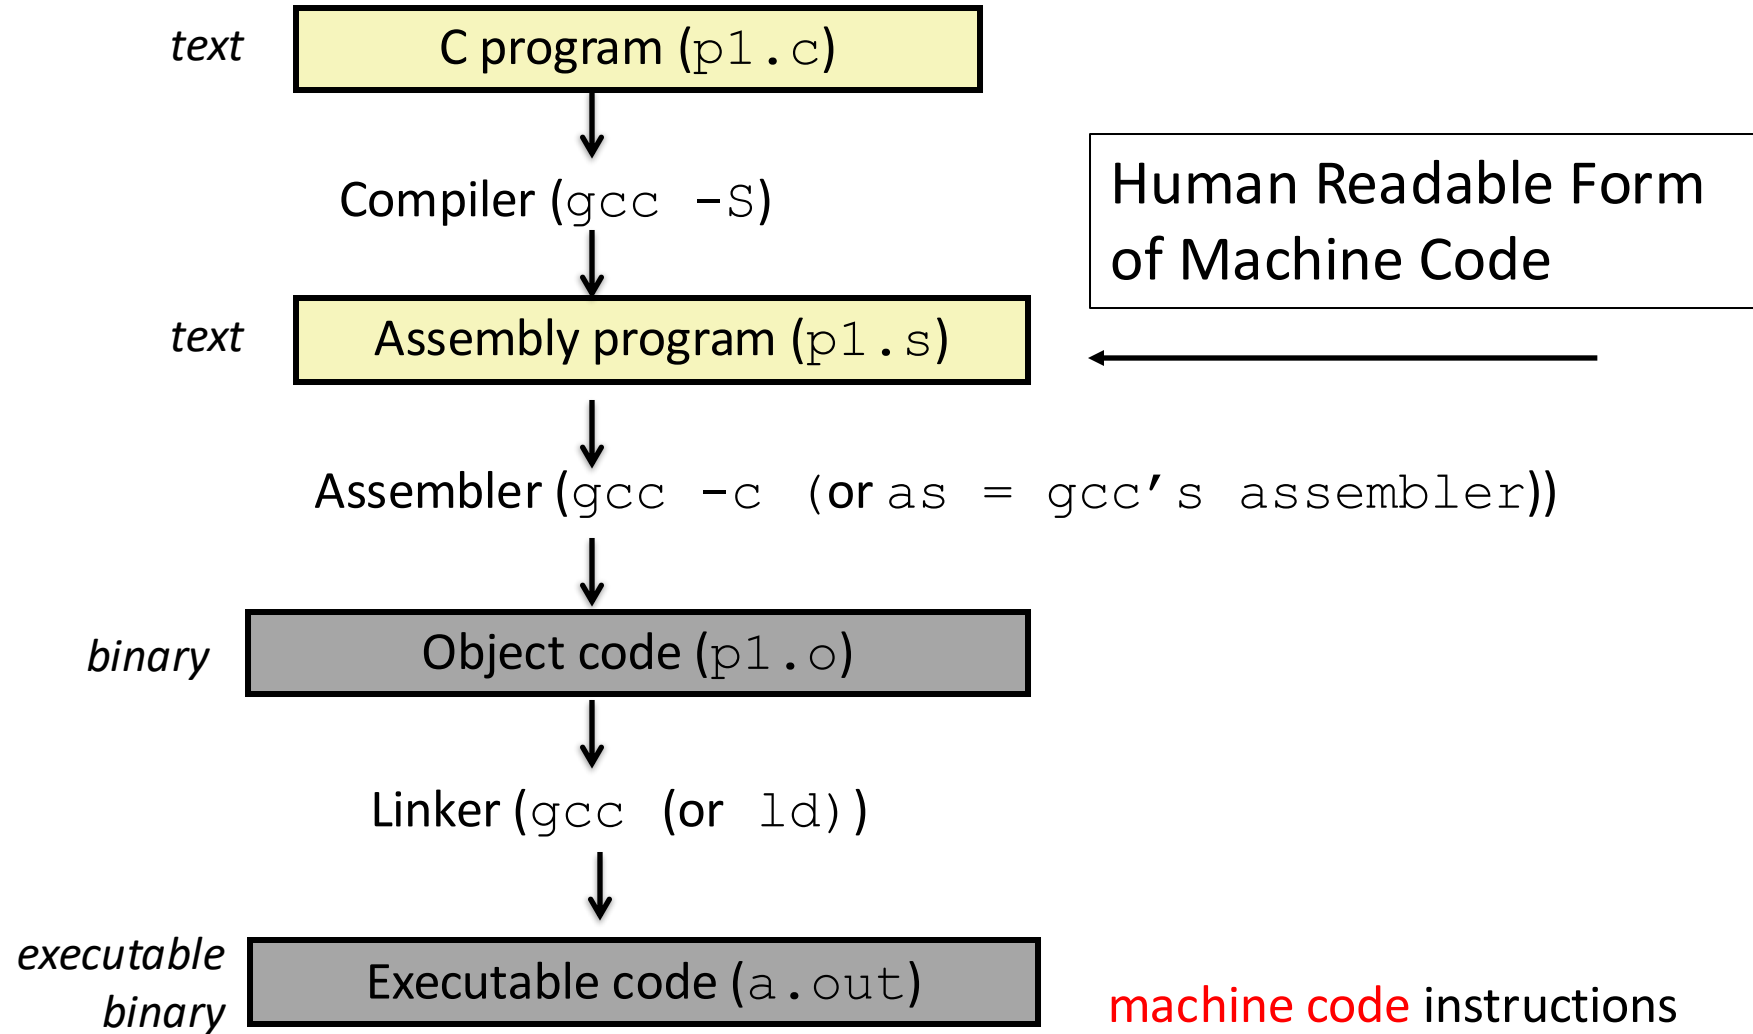 text
C program (p1.c)
Compiler (gcc -S)
Human Readable Form
of Machine Code
text
Assembly program (p1.s)
Assembler (gcc -c (or as = gcc’s assembler))
binary
Object code (p1.o)
Linker (gcc (or ld))
executable
binary
Executable code (a.out)
machine code instructions